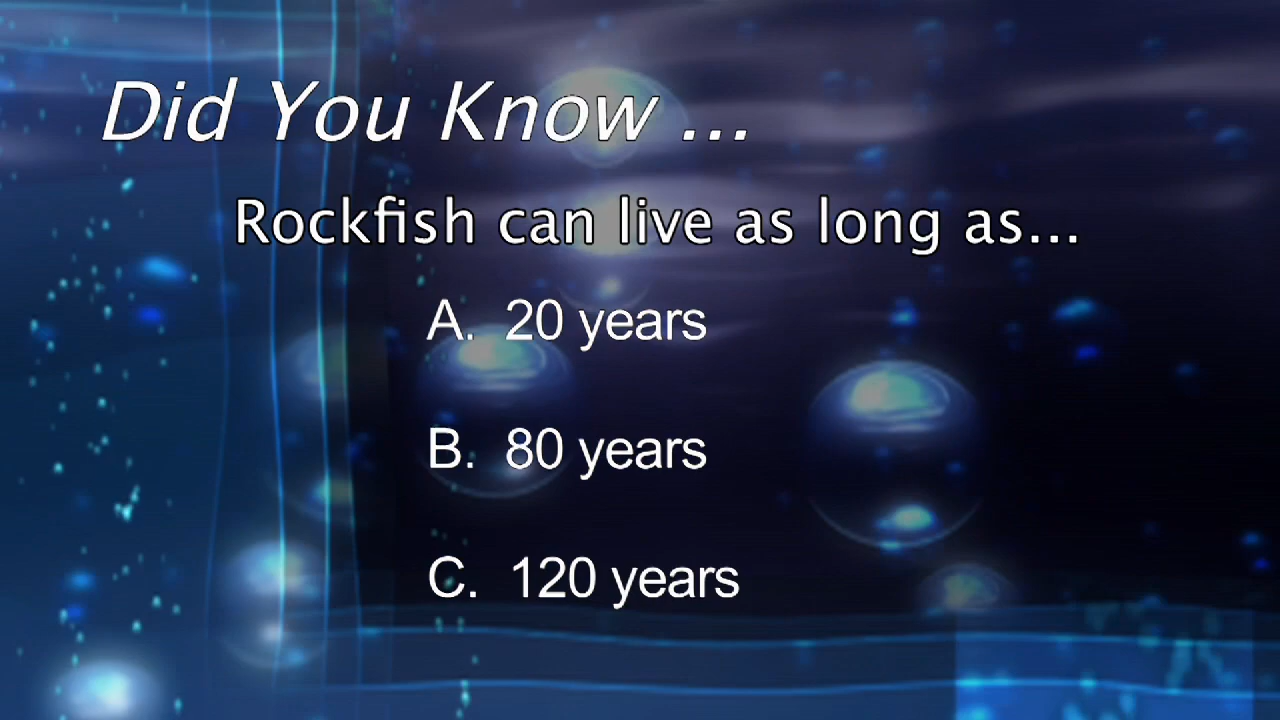 Did You Know ...
Rockfish can live as long as...
A. 20 years
B. 80 years
C. 120 years